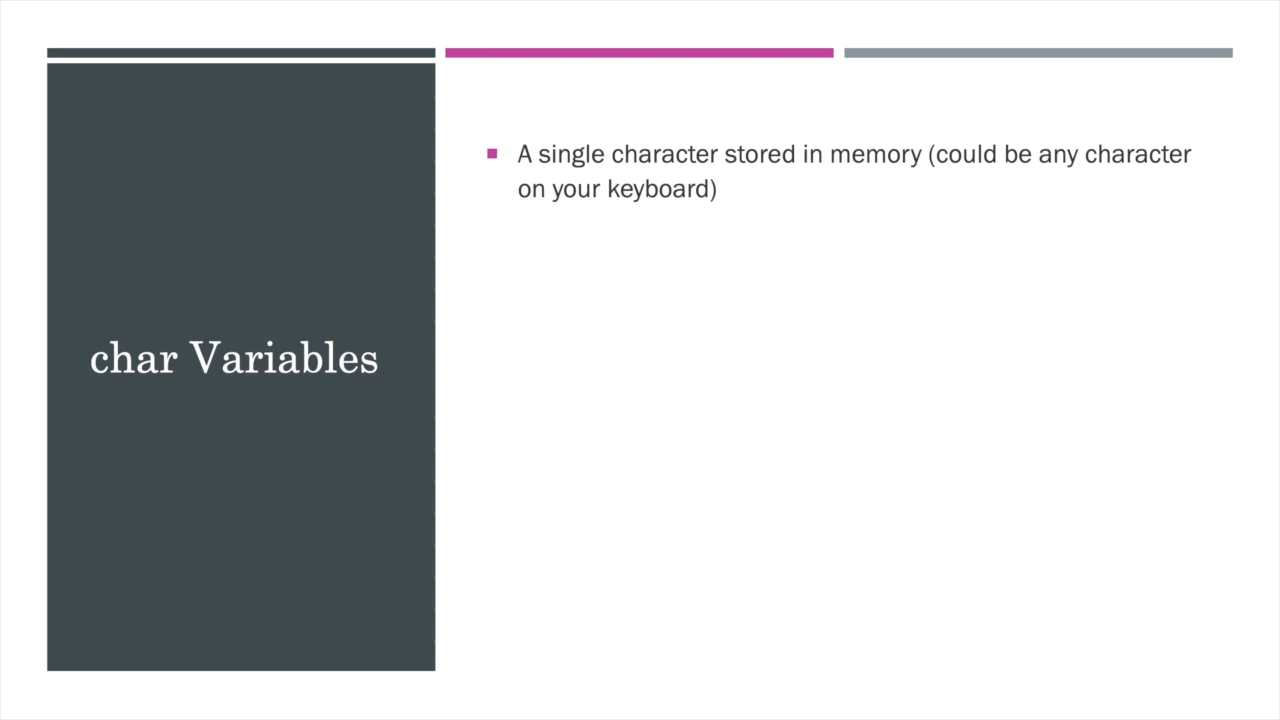 char Variables
A single character stored in memory (could be any character
on your keyboard)